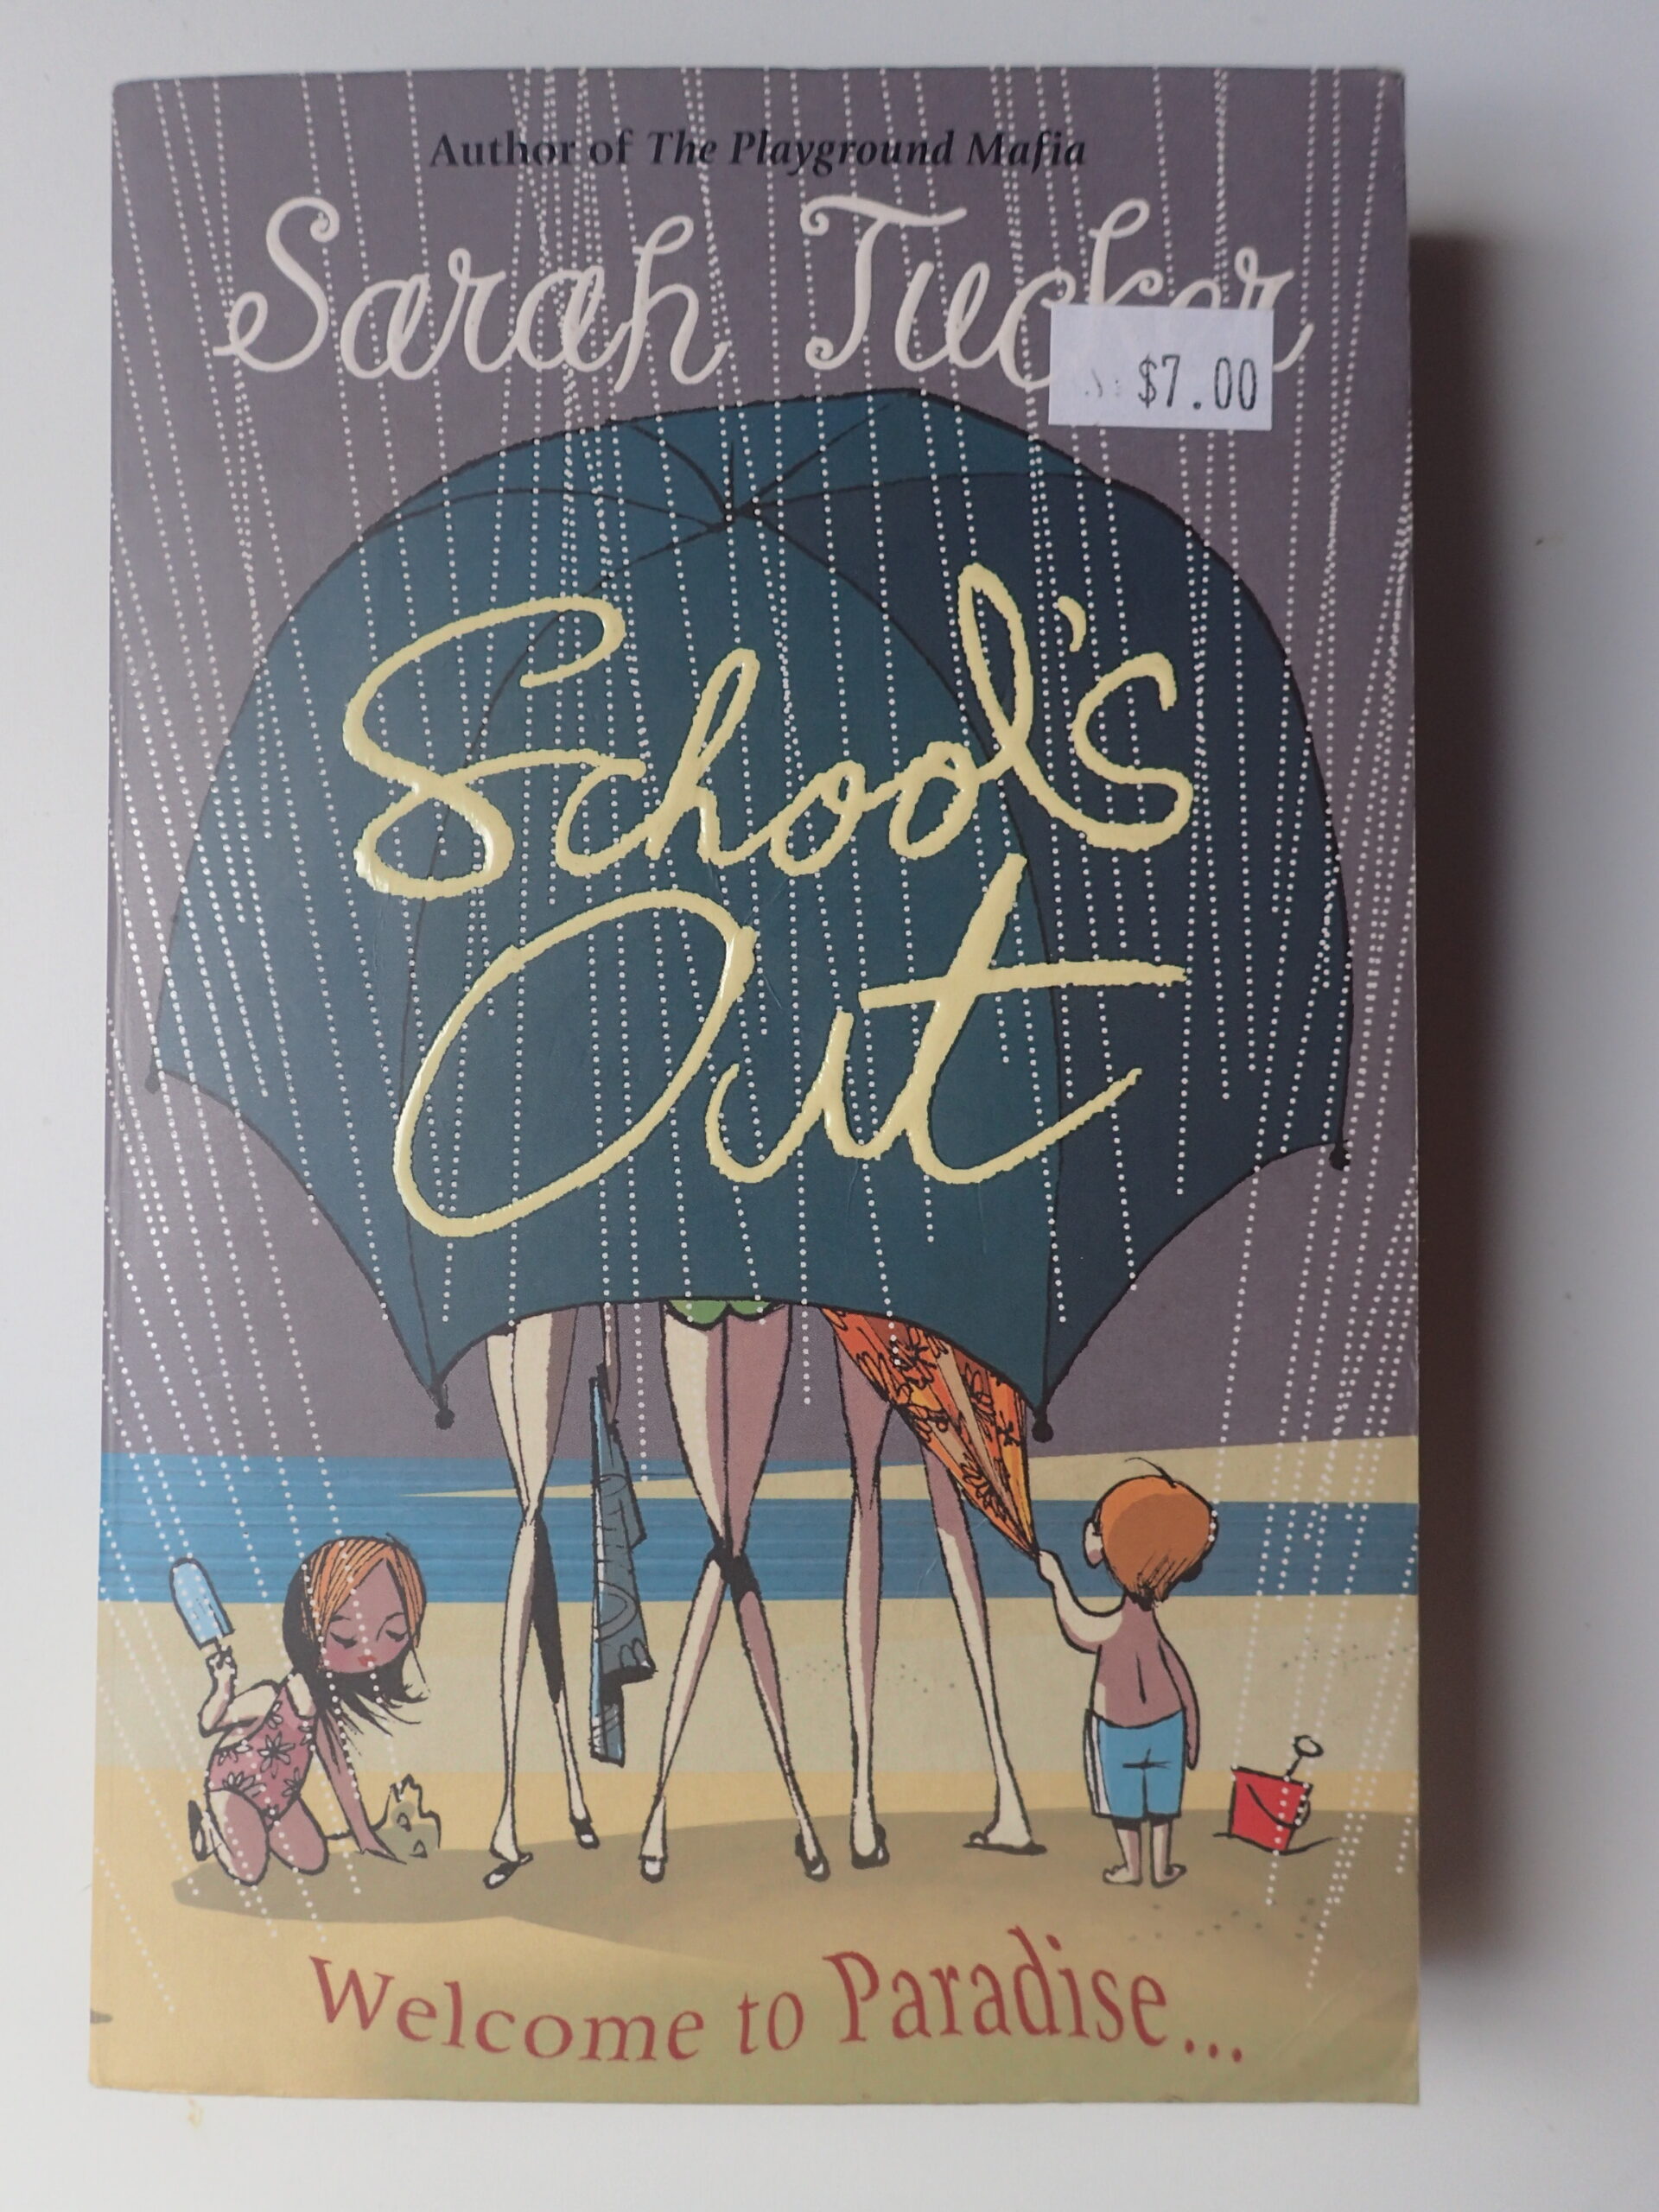 Author of The Playground Mafia
Sarah Tucker
$7.00
School's
Out
Welcome to Paradise...